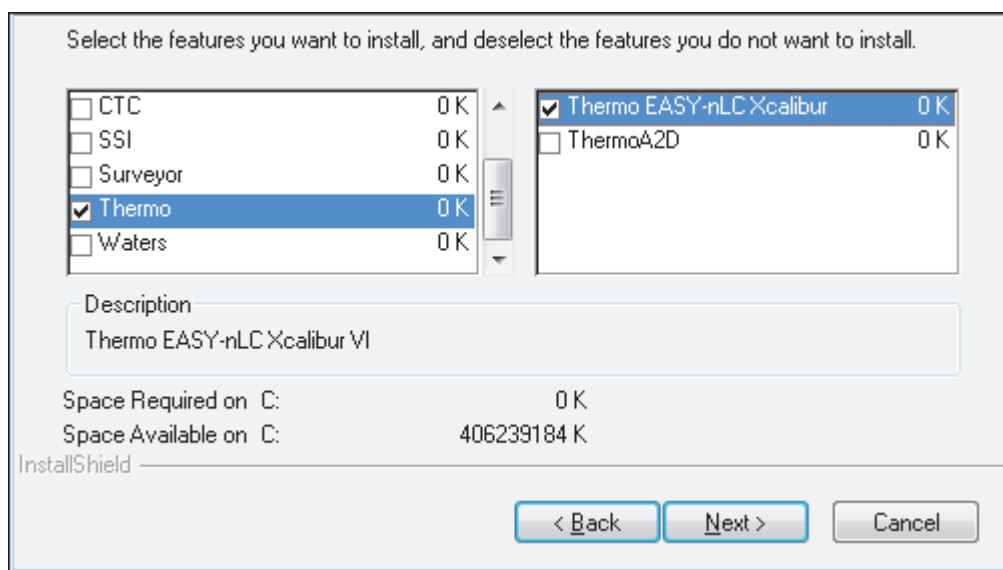 Select the features you want to install, and deselect the features you do not want to install.
CTC 0 K
SSI 0 K
Surveyor 0 K
Thermo 0 K
Waters 0 K
Thermo EASY-nLC Xcalibur 0 K
ThermoA2D 0 K
Description
Thermo EASY-nLC Xcalibur VI
Space Required on C: 0 K
Space Available on C: 406239184 K
InstallShield
< Back Next > Cancel